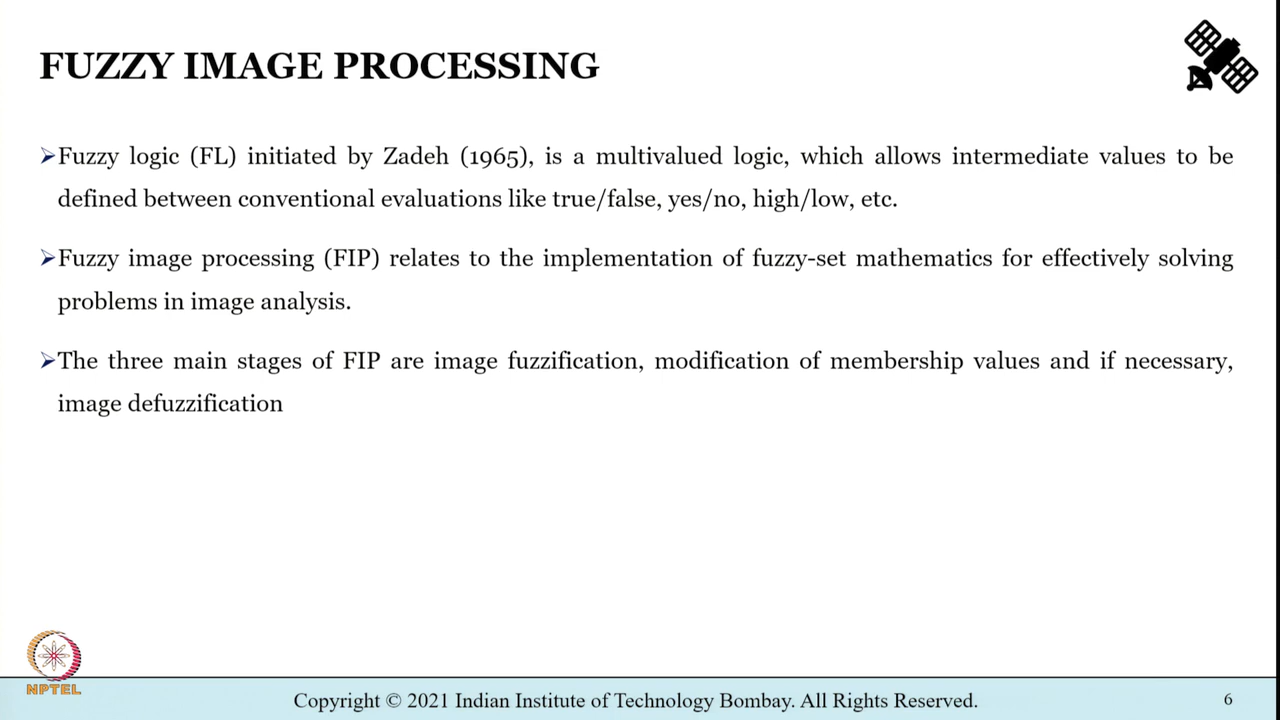 FUZZY IMAGE PROCESSING
Fuzzy logic (FL) initiated by Zadeh (1965), is a multivalued logic, which allows intermediate values to be
defined between conventional evaluations like true/false, yes/no, high/low, etc.
Fuzzy image processing (FIP) relates to the implementation of fuzzy-set mathematics for effectively solving
problems in image analysis.
The three main stages of FIP are image fuzzification, modification of membership values and if necessary,
image defuzzification
NPTEL
Copyright © 2021 Indian Institute of Technology Bombay. All Rights Reserved.
6